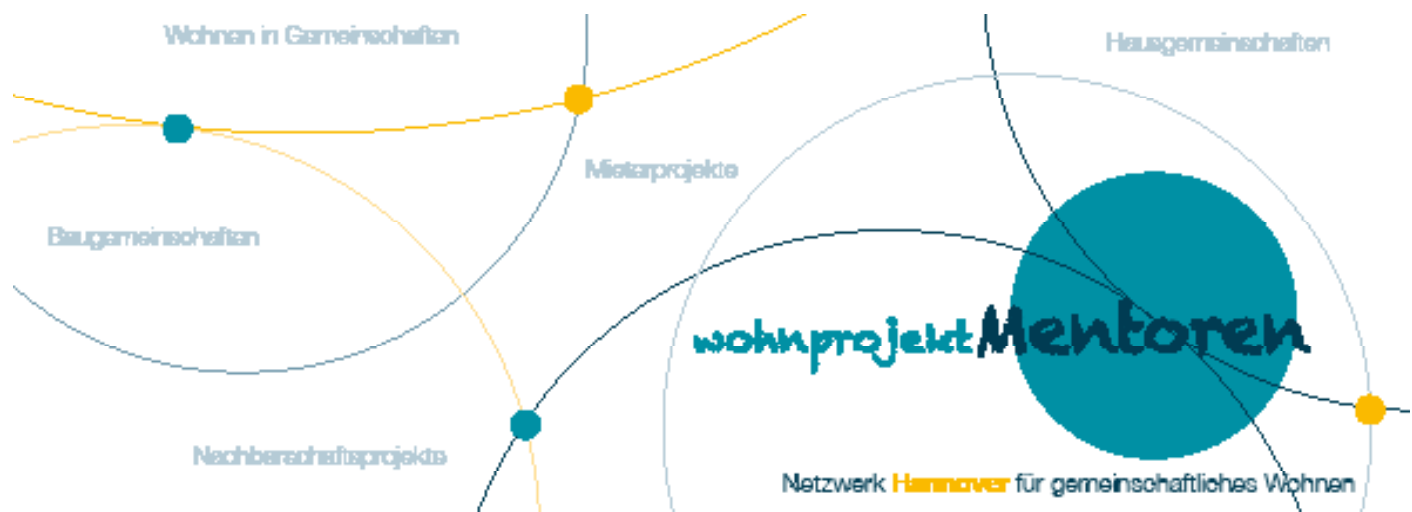 Wohnen in Gemeinschaften
Hausgemeinschaften
Mieterprojekte
Baugemeinschaften
wohnprojektMentoren
Nachbarschaftsprojekte
Netzwerk Hannover für gemeinschaftliches Wohnen